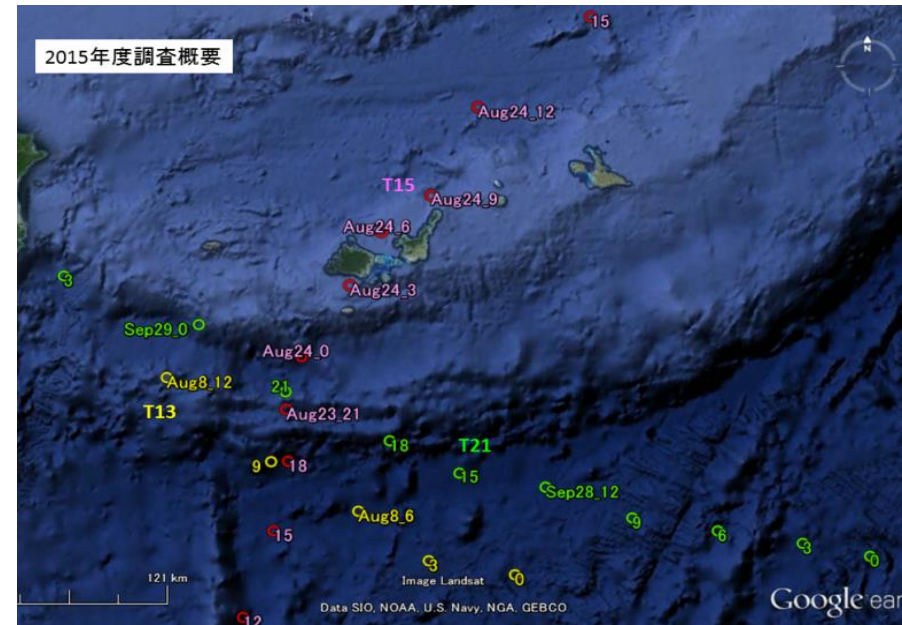 2015年度調査概要
15
N
Aug24_12
T15
Aug24_9
Aug24_6
Aug24_3
3
Sep29_0
Aug24_0
Aug8_12
21
T13
Aug23_21
18
T21
9
18
15
Sep28_12
Aug8_6
9
15
6
3
3
0
0
121 km
Image Landsat
Data SIO, NOAA, U.S. Navy, NGA, GEBCO
Google ear
12